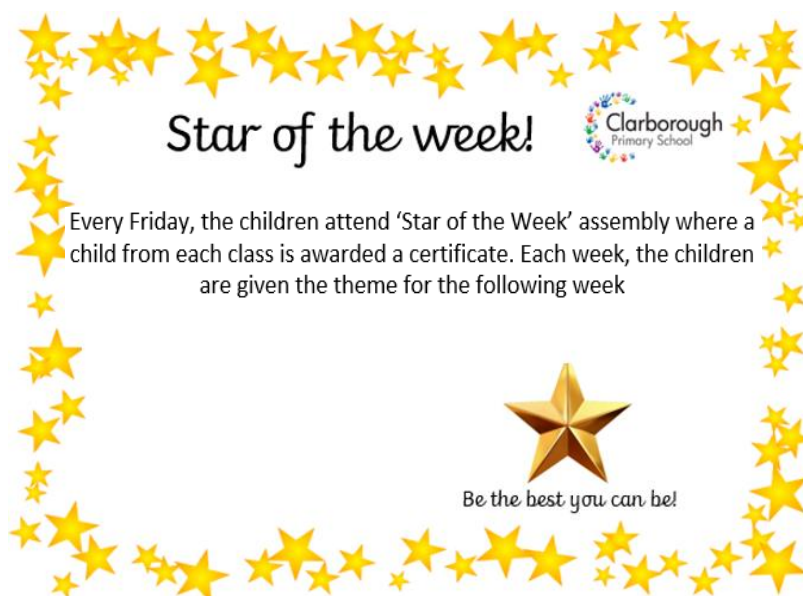 Star of the week!
Clarborough
Primary School
Every Friday, the children attend ‘Star of the Week’ assembly where a
child from each class is awarded a certificate. Each week, the children
are given the theme for the following week
Be the best you can be!